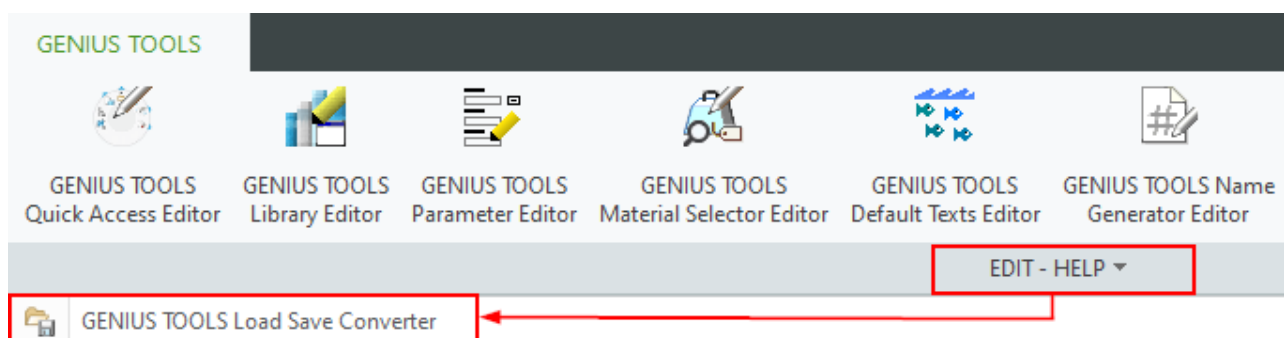 GENIUS TOOLS
GENIUS TOOLS
Quick Access Editor
GENIUS TOOLS
Library Editor
GENIUS TOOLS
Parameter Editor
GENIUS TOOLS
Material Selector Editor
GENIUS TOOLS
Default Texts Editor
GENIUS TOOLS Name
Generator Editor
EDIT - HELP
GENIUS TOOLS Load Save Converter